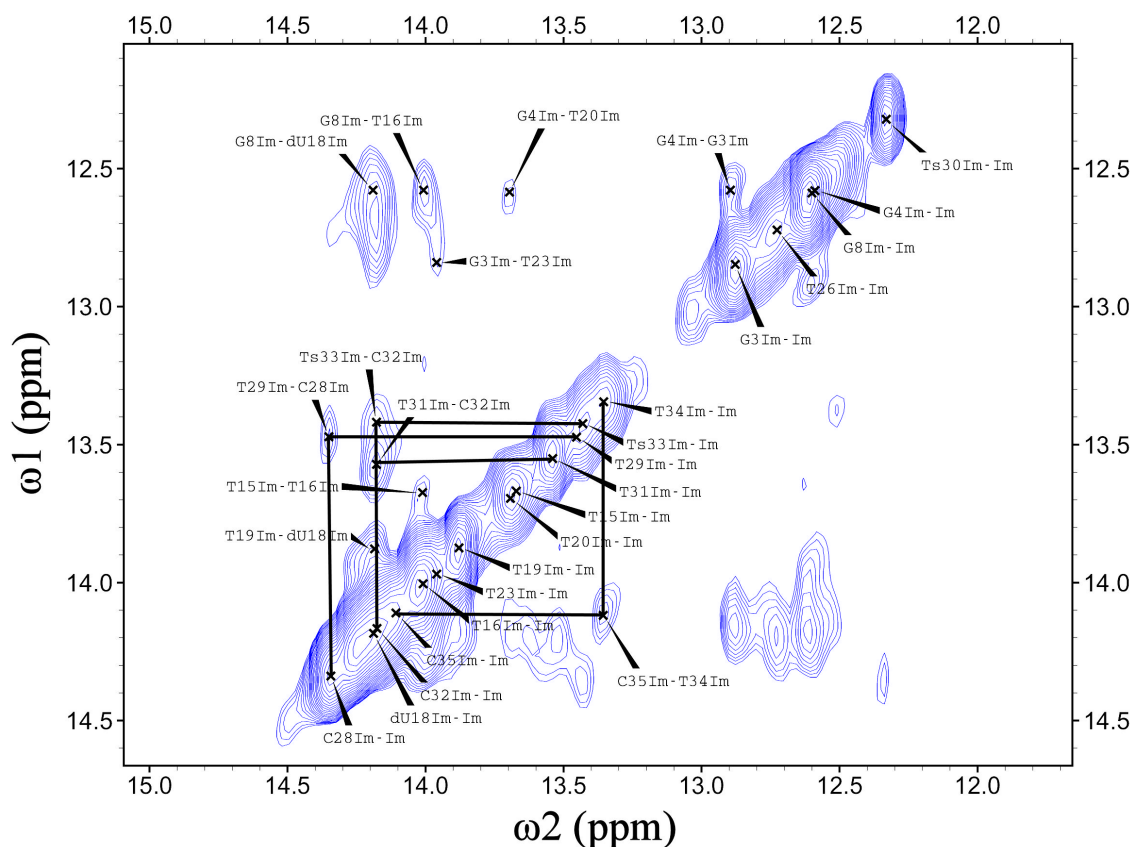 15.0 14.5 14.0 13.5 13.0 12.5 12.0
G8Im-T16Im
G4Im-T20Im
G8Im-dU18Im
G4Im-G3Im
12.5 12.5
Ts30Im-Im
G4Im-Im
G8Im-Im
G3Im-T23Im
T26Im-Im
13.0 13.0
G3Im-Im
Ts33Im-C32Im
T29Im-C28Im
T31Im-C32Im
T34Im-Im
ω1 (ppm)
13.5 13.5
Ts33Im-Im
T29Im-Im
T15Im-T16Im
T31Im-Im
T15Im-Im
T19Im-dU18Im
T20Im-Im
T19Im-Im
14.0 14.0
T23Im-Im
T16Im-Im
C35Im-Im
C35Im-T34Im
C32Im-Im
14.5 14.5
dU18Im-Im
C28Im-Im
15.0 14.5 14.0 13.5 13.0 12.5 12.0
ω2 (ppm)